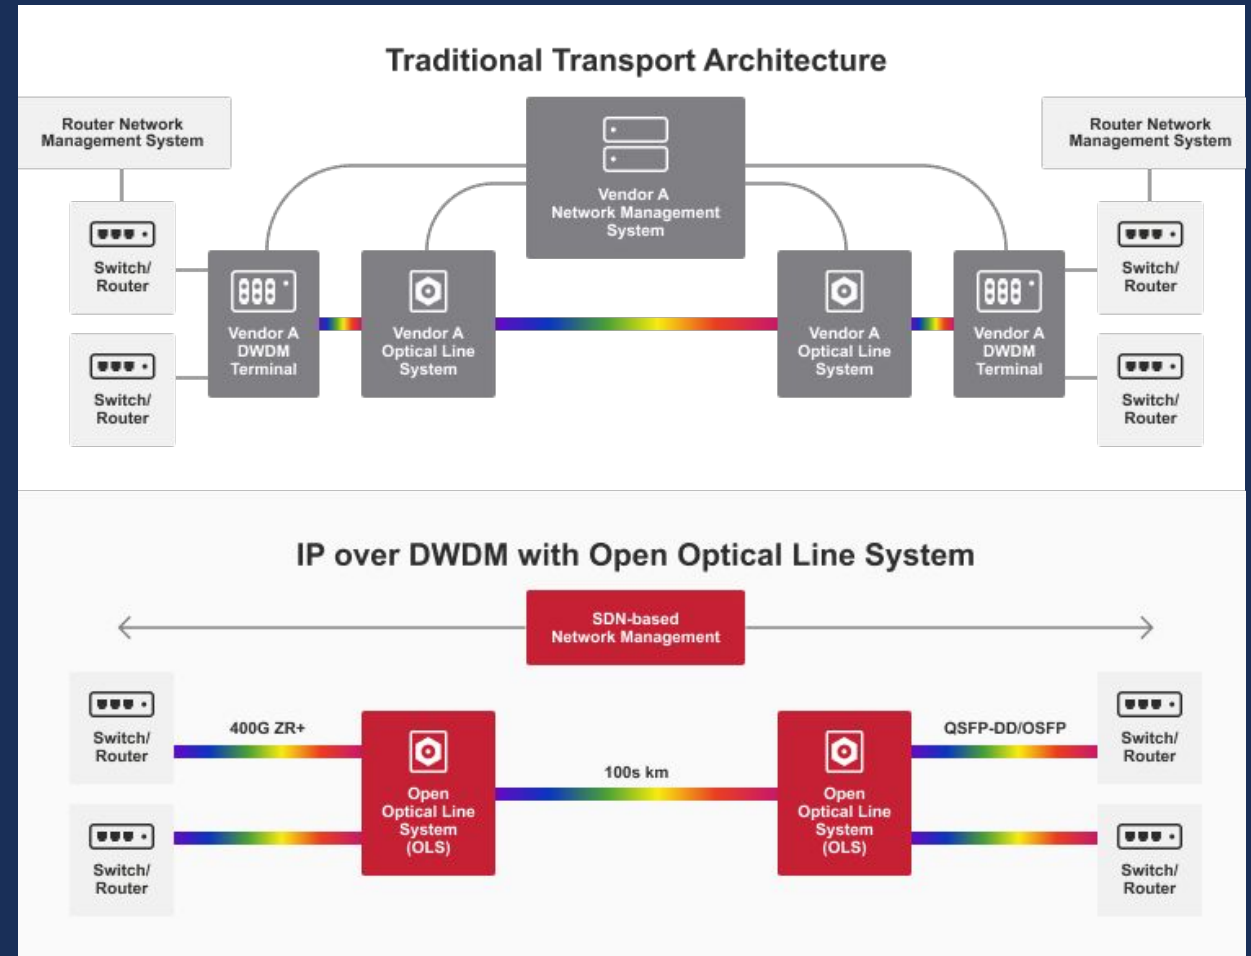 Traditional Transport Architecture
Router Network
Management System
Vendor A
Network Management
System
Router Network
Management System
Switch/
Router
Switch/
Router
Vendor A
DWDM
Terminal
Vendor A
Optical Line
System
Vendor A
Optical Line
System
Vendor A
DWDM
Terminal
Switch/
Router
Switch/
Router
IP over DWDM with Open Optical Line System
SDN-based
Network Management
Switch/
Router
Switch/
Router
400G ZR+
Open
Optical Line
System
(OLS)
100s km
Open
Optical Line
System
(OLS)
QSFP-DD/OSFP
Switch/
Router
Switch/
Router